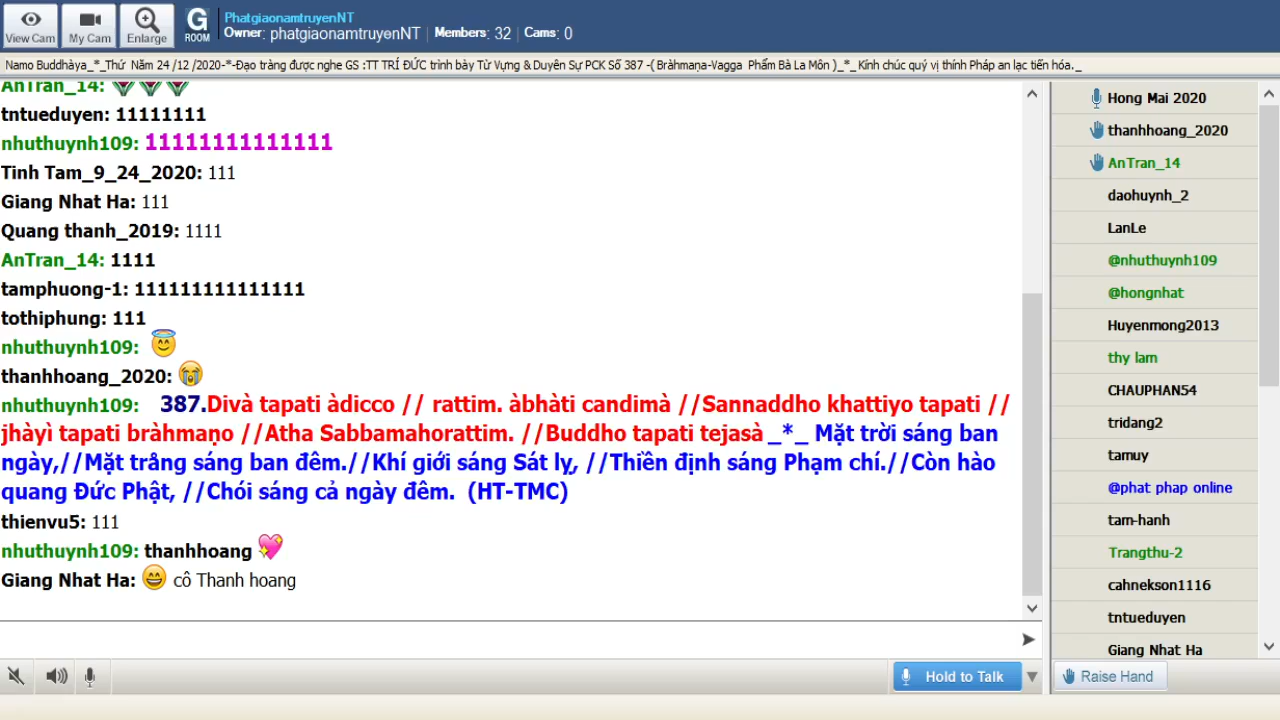 View Cam
My Cam
Enlarge
G
ROOM
PhatgiaonamtruyenNT
Owner: phatgiaonamtruyenNT | Members: 32 | Cams: 0
Namo Buddhàya_*_Thứ Năm 24 /12 /2020-*-Đạo tràng được nghe GS :TT TRÍ ĐỨC trình bày Từ Vựng & Duyên Sự PCK Số 387 -( Bràhmaṇa-Vagga Phẩm Bà La Môn )_*_ Kính chúc quý vị thính Pháp an lạc tiến hóa._
AnTran_14:
tntueduyen: 11111111
nhuthuynh109: 11111111111111
Tinh Tam_9_24_2020: 111
Giang Nhat Ha: 111
Quang thanh_2019: 1111
AnTran_14: 1111
tamphuong-1: 111111111111111
tothiphung: 111
nhuthuynh109: 😇
thanhhoang_2020: 😭
nhuthuynh109: 387.Divà tapati àdicco // rattim. àbhàti candimà //Sannaddho khattiyo tapati //
jhàyì tapati bràhmaṇo //Atha Sabbamahorattim. //Buddho tapati tejasà _*_ Mặt trời sáng ban
ngày,//Mặt trăng sáng ban đêm.//Khí giới sáng Sát lỵ, //Thiền định sáng Phạm chí.//Còn hào
quang Đức Phật, //Chói sáng cả ngày đêm. (HT-TMC)
thienvu5: 111
nhuthuynh109: thanhhoang 💖
Giang Nhat Ha: 😄 cô Thanh hoang
Hold to Talk
Hong Mai 2020
thanhhoang_2020
AnTran_14
daohuynh_2
LanLe
@nhuthuynh109
@hongnhat
Huyenmong2013
thy lam
CHAUPHAN54
tridang2
tamuy
@phat phap online
tam-hanh
Trangthu-2
cahnekson1116
tntueduyen
Giang Nhat Ha
Raise Hand